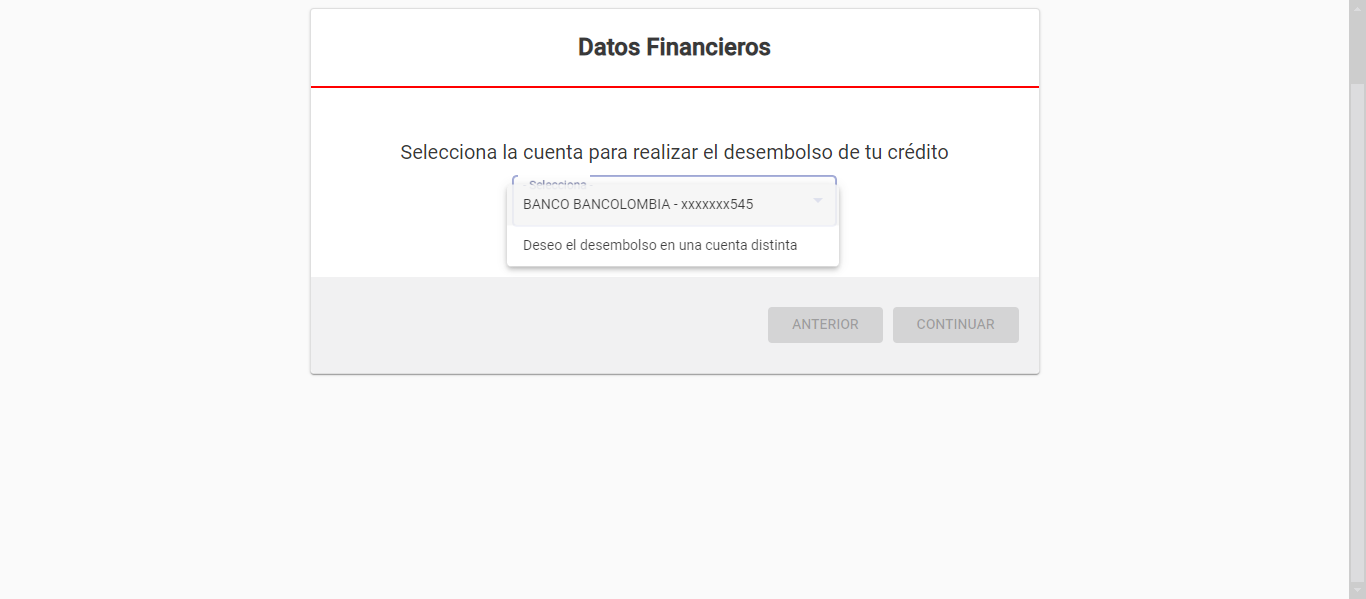 Datos Financieros
Selecciona la cuenta para realizar el desembolso de tu crédito
- Selecciona -
BANCO BANCOLOMBIA - xxxxxxx545
Deseo el desembolso en una cuenta distinta
ANTERIOR
CONTINUAR